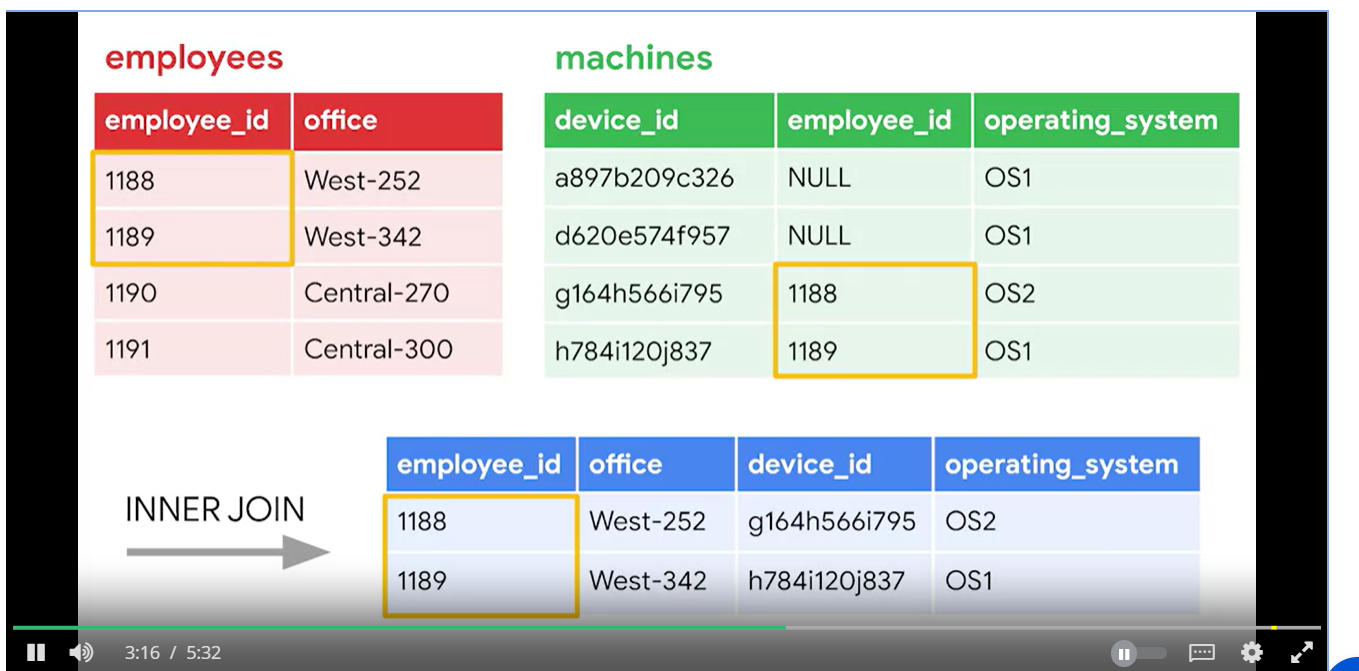 employees
employee_id office
1188 West-252
1189 West-342
1190 Central-270
1191 Central-300
machines
device_id employee_id operating_system
a897b209c326 NULL OS1
d620e574f957 NULL OS1
g164h566i795 1188 OS2
h784i120j837 1189 OS1
INNER JOIN
employee_id office device_id operating_system
1188 West-252 g164h566i795 OS2
1189 West-342 h784i120j837 OS1
3:16 / 5:32